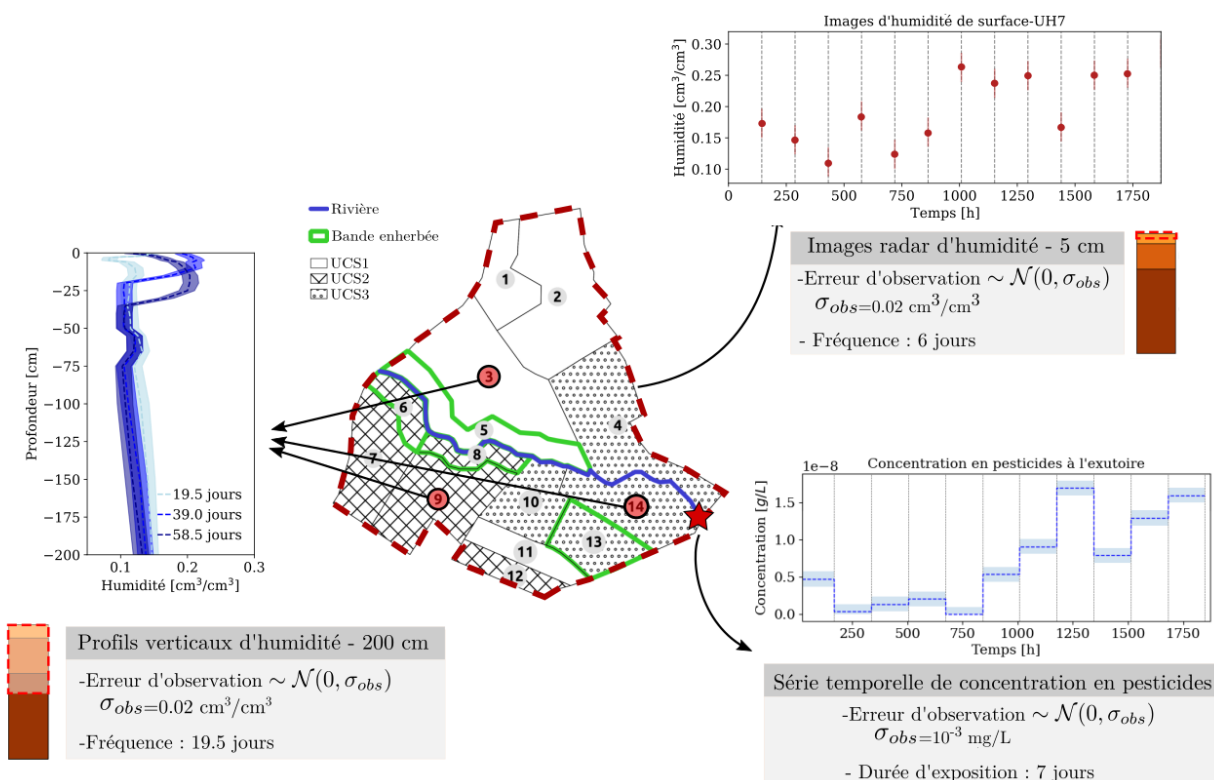 Images d'humidité de surface-UH7
Humidité [cm³/cm³]
0.30
0.25
0.20
0.15
0.10
0
250
500
750
1000
1250
1500
1750
Temps [h]
Images radar d'humidité - 5 cm
-Erreur d'observation ∼ 𝒩(0, σ_obs)
σ_obs=0.02 cm³/cm³
- Fréquence : 6 jours
Rivière
Bande enherbée
UCS1
UCS2
UCS3
1
2
3
4
5
6
7
8
9
10
11
12
13
14
Profondeur [cm]
0
−25
−50
−75
−100
−125
−150
−175
−200
19.5 jours
39.0 jours
58.5 jours
0.1
0.2
0.3
Humidité [cm³/cm³]
Profils verticaux d'humidité - 200 cm
-Erreur d'observation ∼ 𝒩(0, σ_obs)
σ_obs=0.02 cm³/cm³
-Fréquence : 19.5 jours
1e−8
Concentration en pesticides à l'exutoire
Concentration [g/L]
1.5
1.0
0.5
0.0
250
500
750
1000
1250
1500
1750
Temps [h]
Série temporelle de concentration en pesticides
-Erreur d'observation ∼ 𝒩(0, σ_obs)
σ_obs=10⁻³ mg/L
- Durée d'exposition : 7 jours